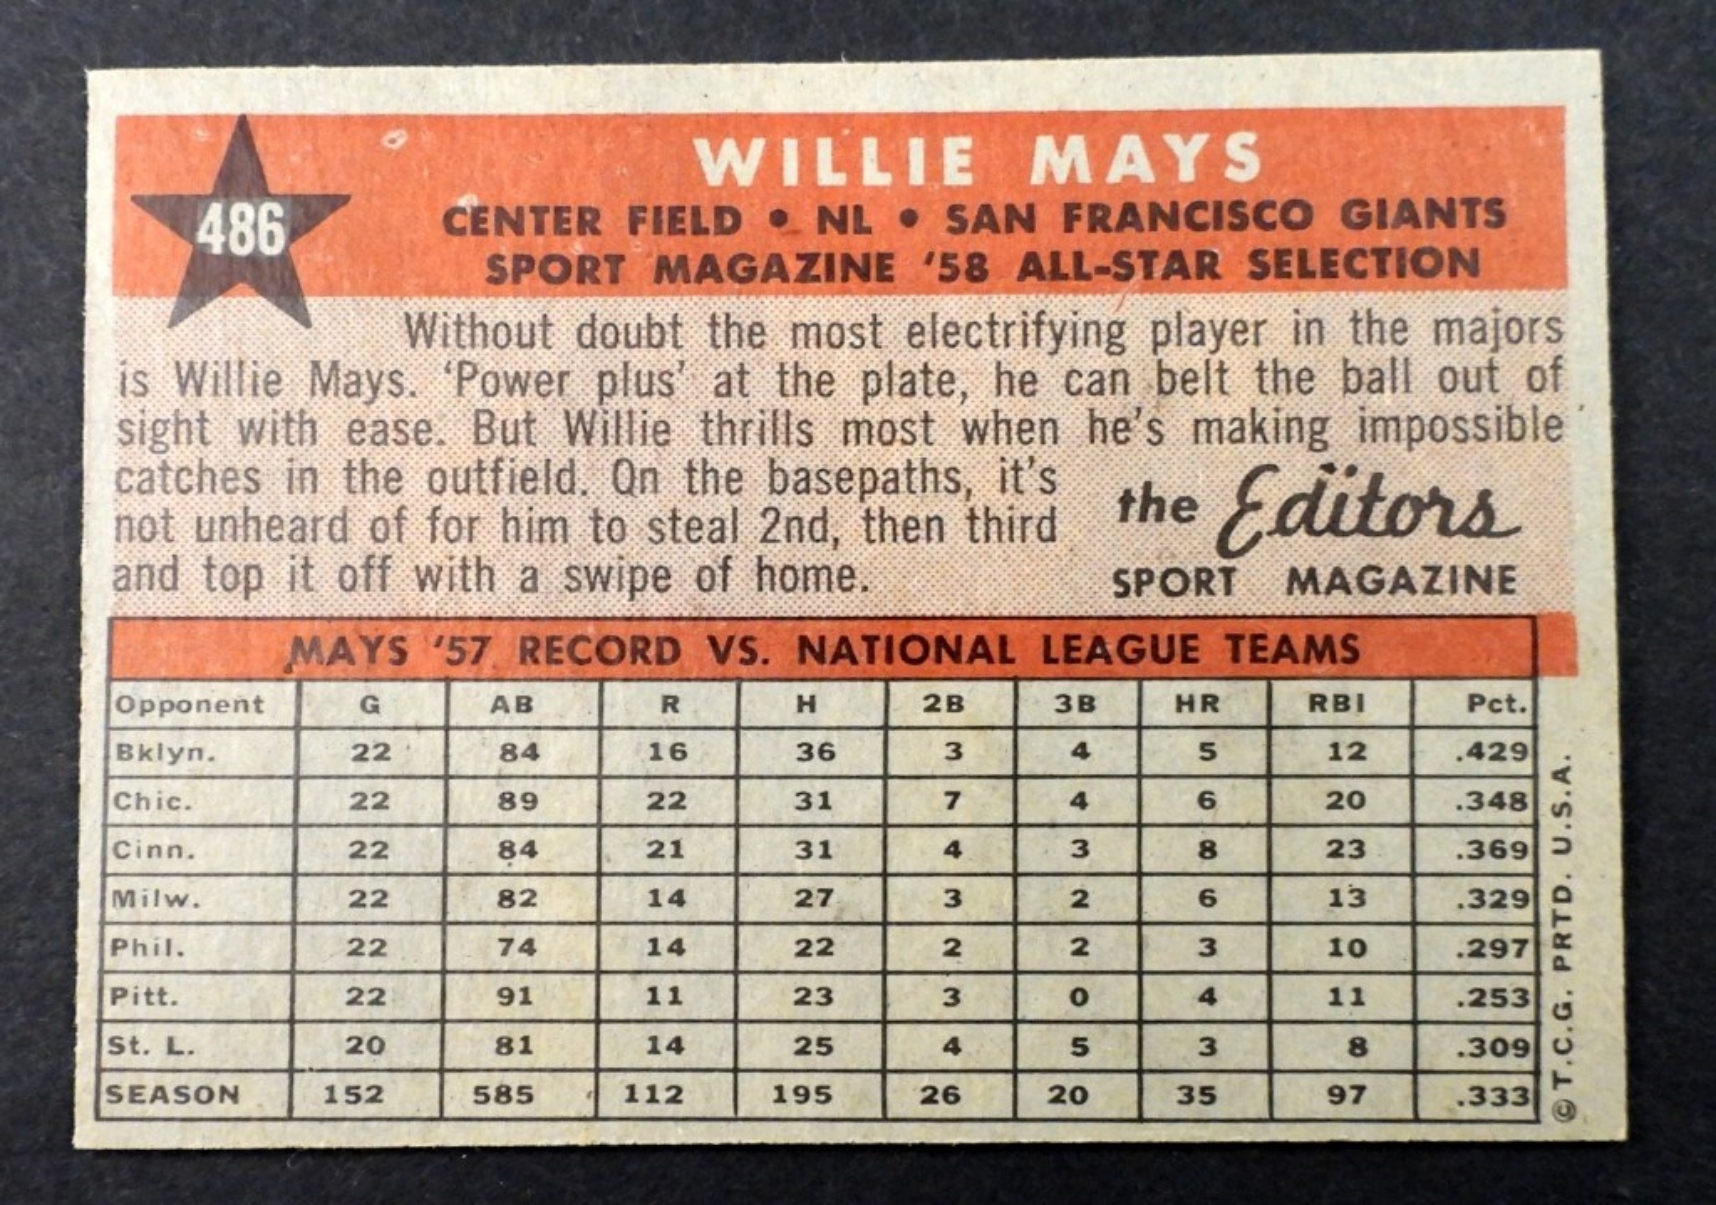 486
WILLIE MAYS
CENTER FIELD • NL • SAN FRANCISCO GIANTS
SPORT MAGAZINE '58 ALL-STAR SELECTION
Without doubt the most electrifying player in the majors
is Willie Mays. 'Power plus' at the plate, he can belt the ball out of
sight with ease. But Willie thrills most when he's making impossible
catches in the outfield. On the basepaths, it's
not unheard of for him to steal 2nd, then third
and top it off with a swipe of home.
the Editors
SPORT MAGAZINE
MAYS '57 RECORD VS. NATIONAL LEAGUE TEAMS
Opponent G AB R H 2B 3B HR RBI Pct.
Bklyn. 22 84 16 36 3 4 5 12 .429
Chic. 22 89 22 31 7 4 6 20 .348
Cinn. 22 84 21 31 4 3 8 23 .369
Milw. 22 82 14 27 3 2 6 13 .329
Phil. 22 74 14 22 2 2 3 10 .297
Pitt. 22 91 11 23 3 0 4 11 .253
St. L. 20 81 14 25 4 5 3 8 .309
SEASON 152 585 112 195 26 20 35 97 .333
© T.C.G. PRTD. U.S.A.